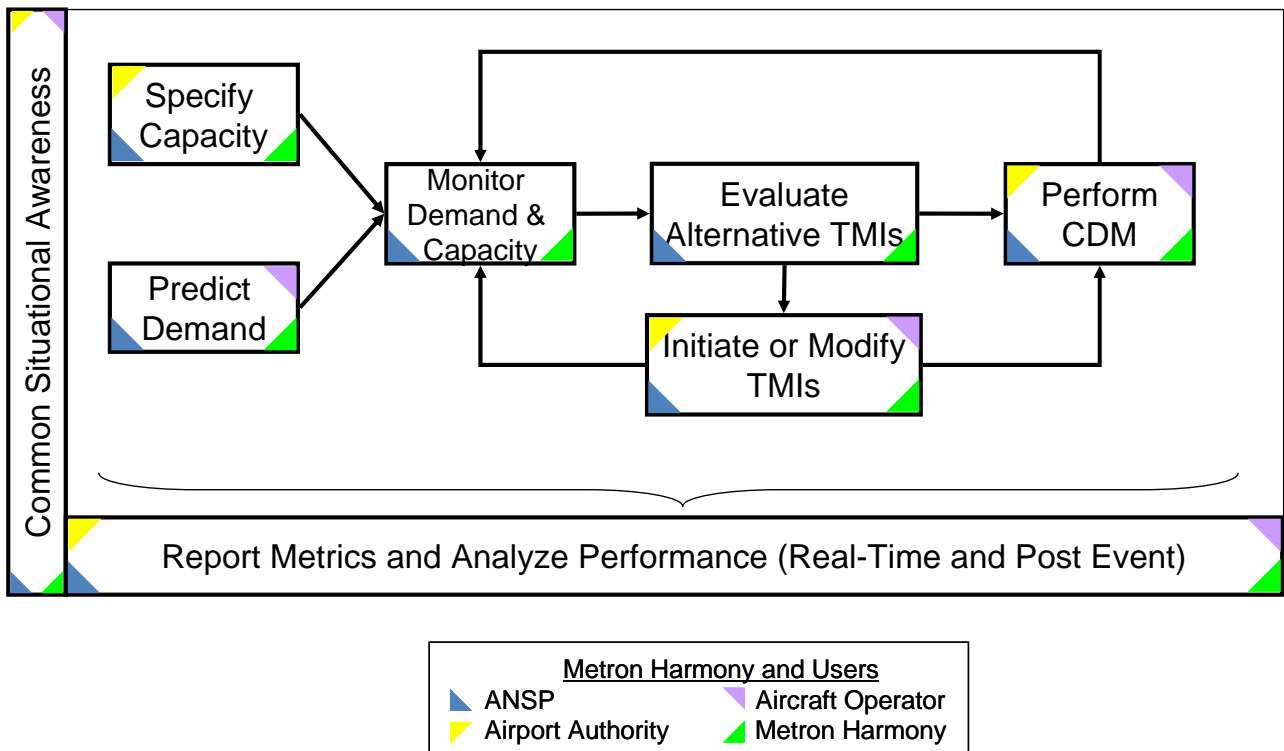 Common Situational Awareness
Specify
Capacity
Predict
Demand
Monitor
Demand &
Capacity
Evaluate
Alternative TMIs
Perform
CDM
Initiate or Modify
TMIs
Report Metrics and Analyze Performance (Real-Time and Post Event)
Metron Harmony and Users
ANSP
Aircraft Operator
Airport Authority
Metron Harmony